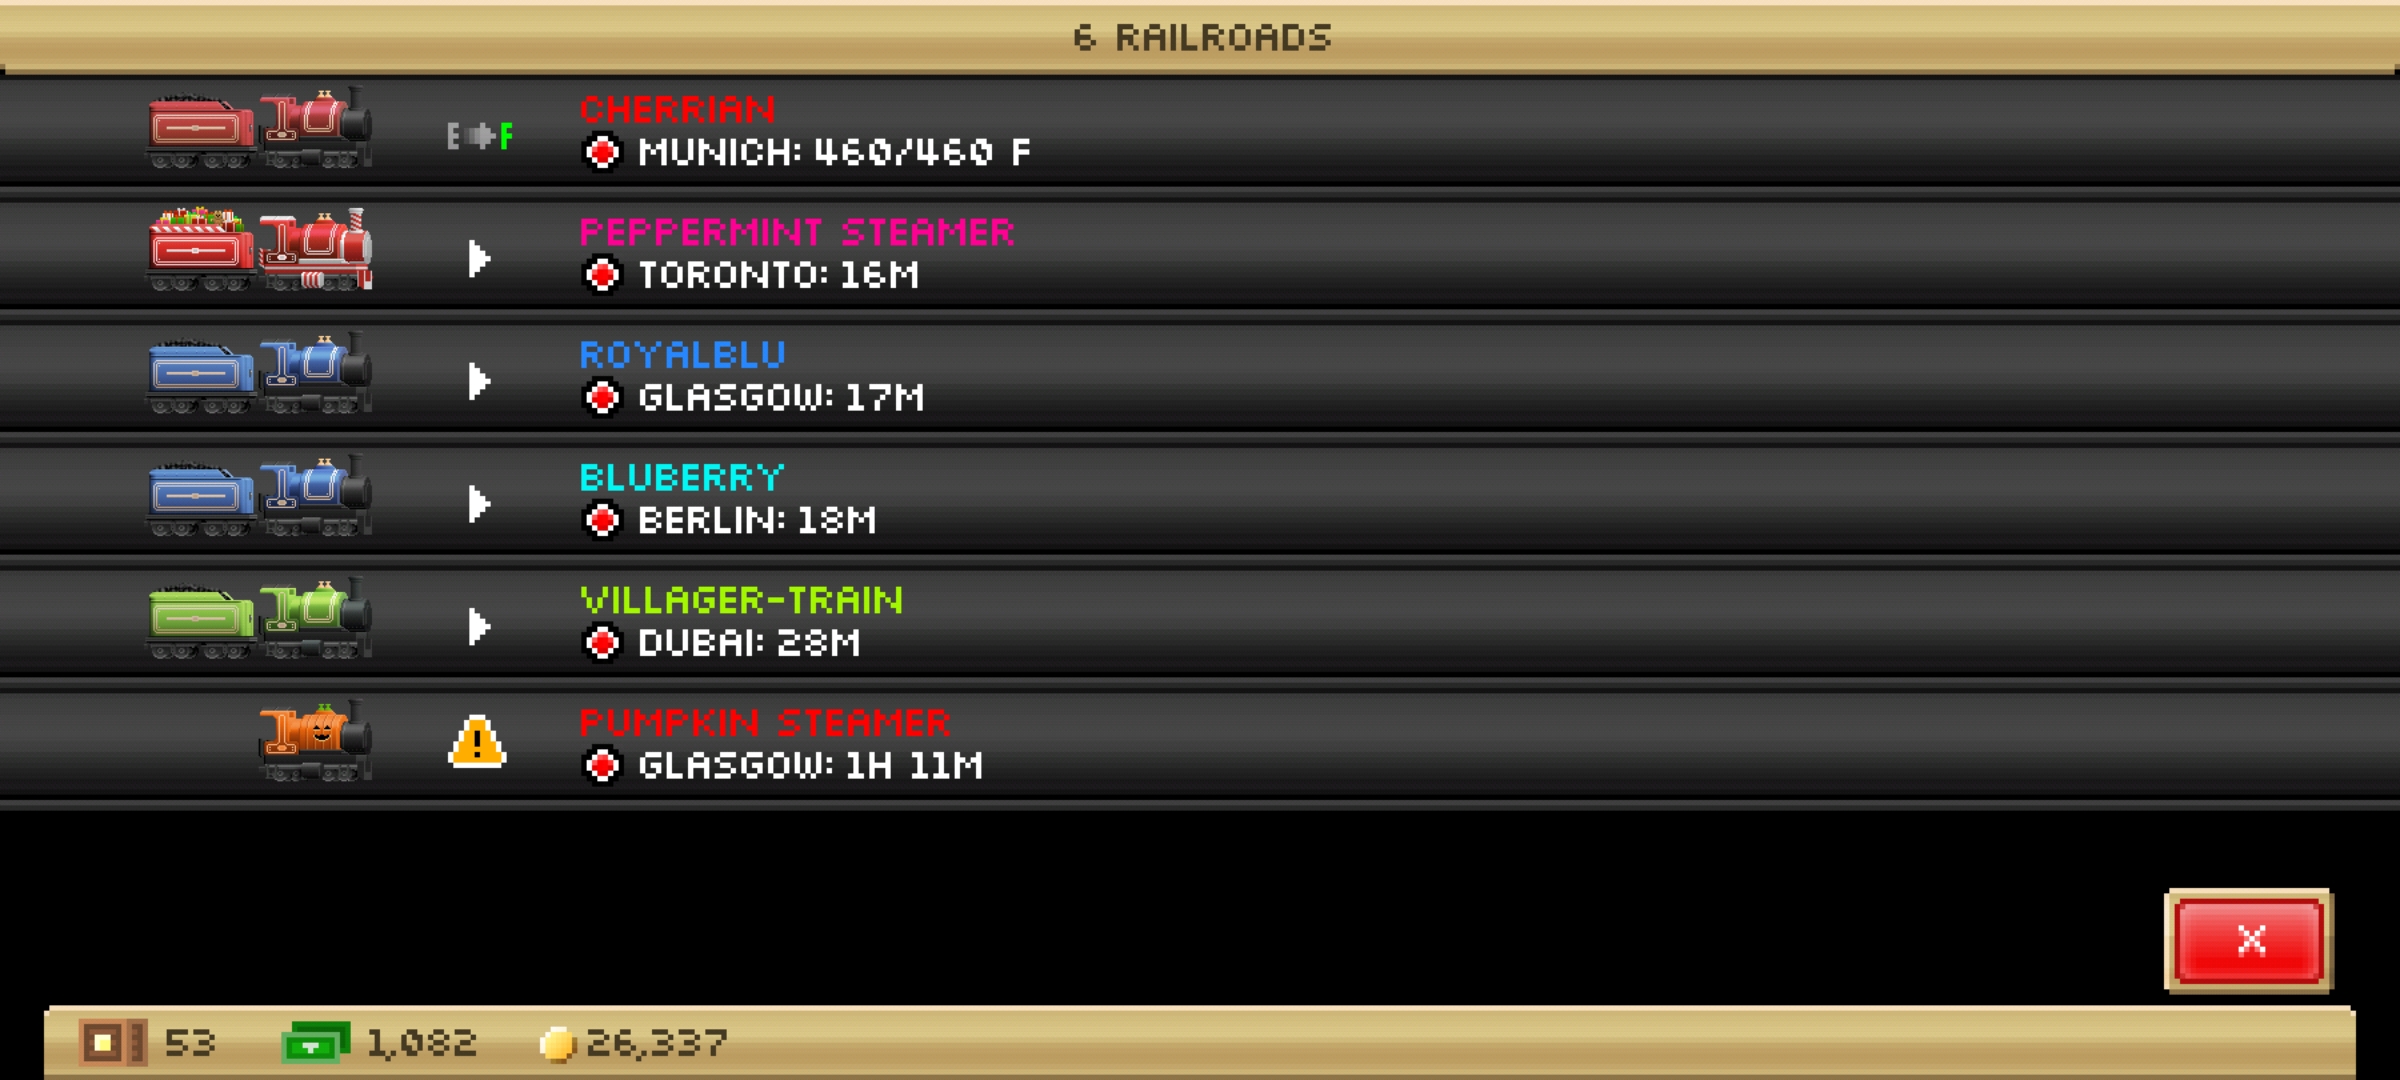 6 RAILROADS
E F
CHERRIAN
MUNICH: 460/460 F
PEPPERMINT STEAMER
TORONTO: 16M
ROYALBLU
GLASGOW: 17M
BLUBERRY
BERLIN: 18M
VILLAGER-TRAIN
DUBAI: 28M
!
PUMPKIN STEAMER
GLASGOW: 1H 11M
X
53 1,082 26,337